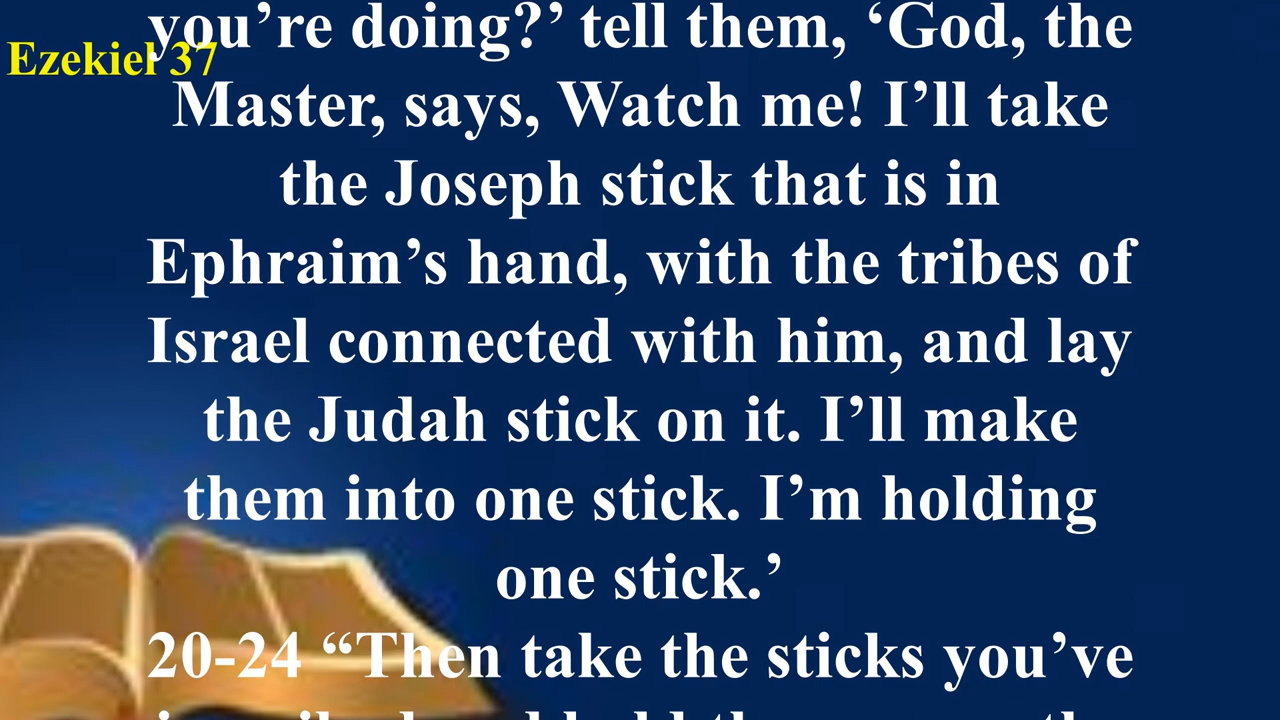 Ezekiel 37
you’re doing?’ tell them, ‘God, the
Master, says, Watch me! I’ll take
the Joseph stick that is in
Ephraim’s hand, with the tribes of
Israel connected with him, and lay
the Judah stick on it. I’ll make
them into one stick. I’m holding
one stick.’
20-24 “Then take the sticks you’ve